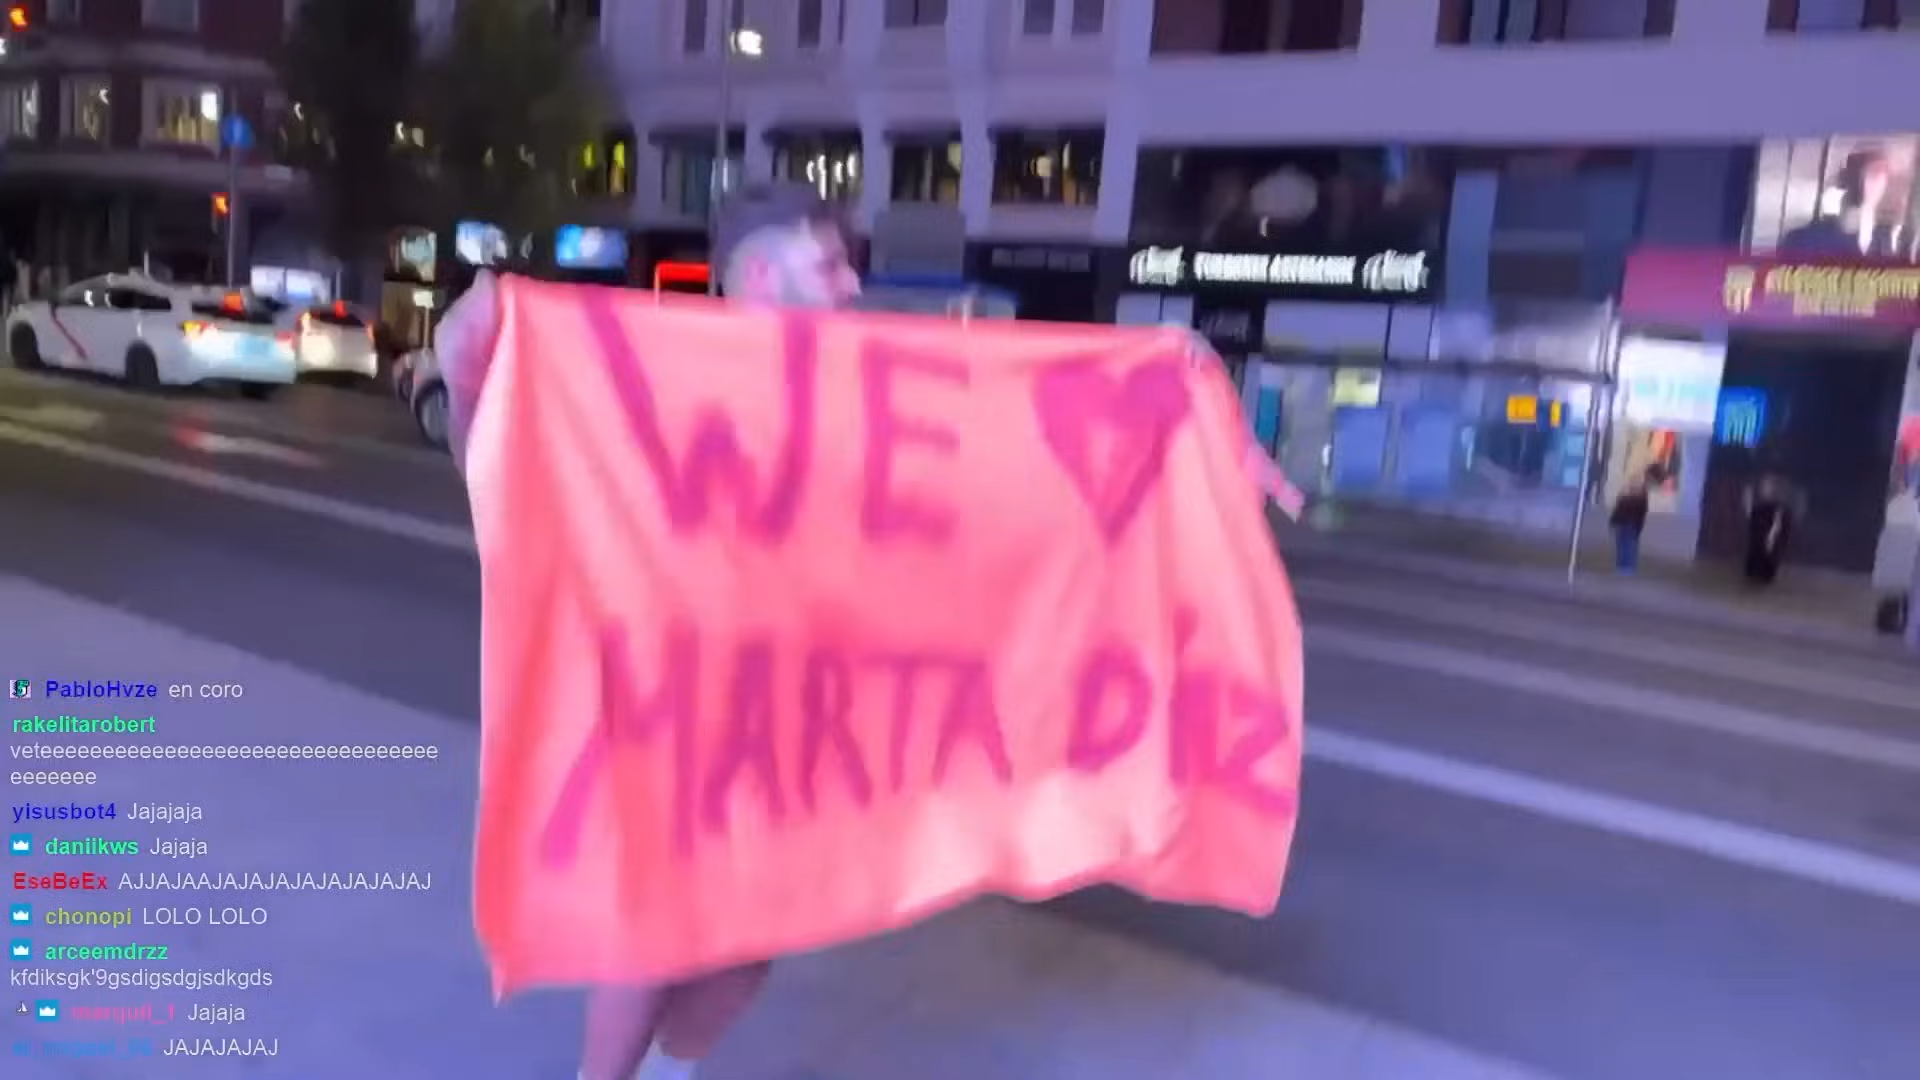 WE ♥
MARTA DíAZ
PabloHvze en coro
rakelitarobert
veteeeeeeeeeeeeeeeeeeeeeeeeeeeeeeee
eeeeeee
yisusbot4 Jajajaja
daniikws Jajaja
EseBeEx AJJAJAAJAJAJAJAJAJAJAJAJ
chonopi LOLO LOLO
arceemdrzz
kfdiksgk'9gsdigsdgjsdkgds
Jajaja
JAJAJAJAJ